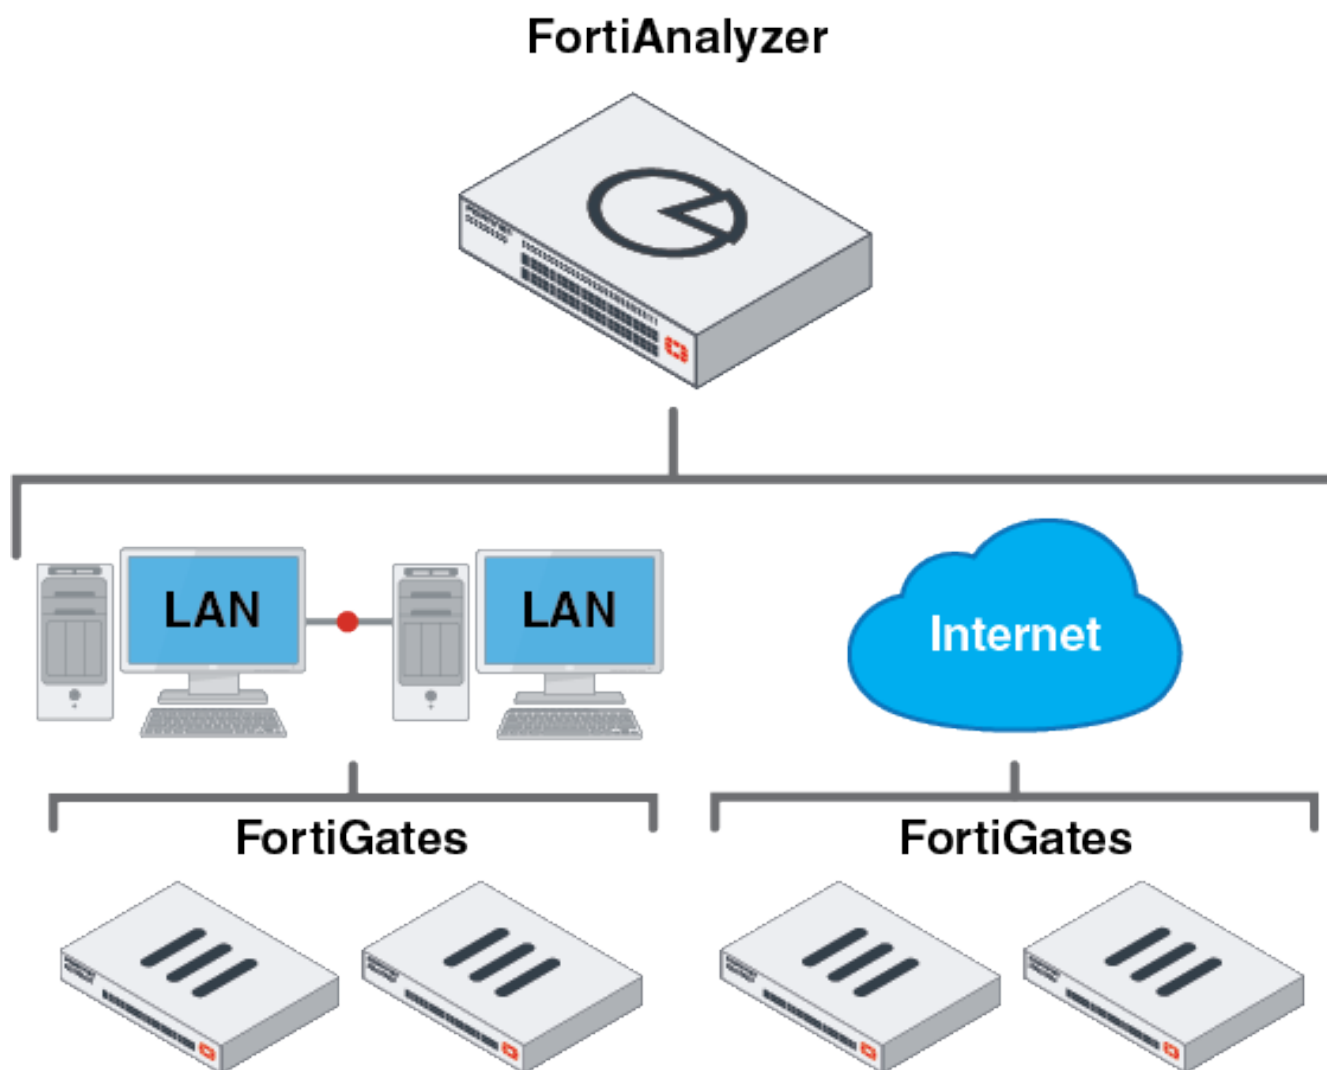 FortiAnalyzer
LAN
LAN
Internet
FortiGates
FortiGates